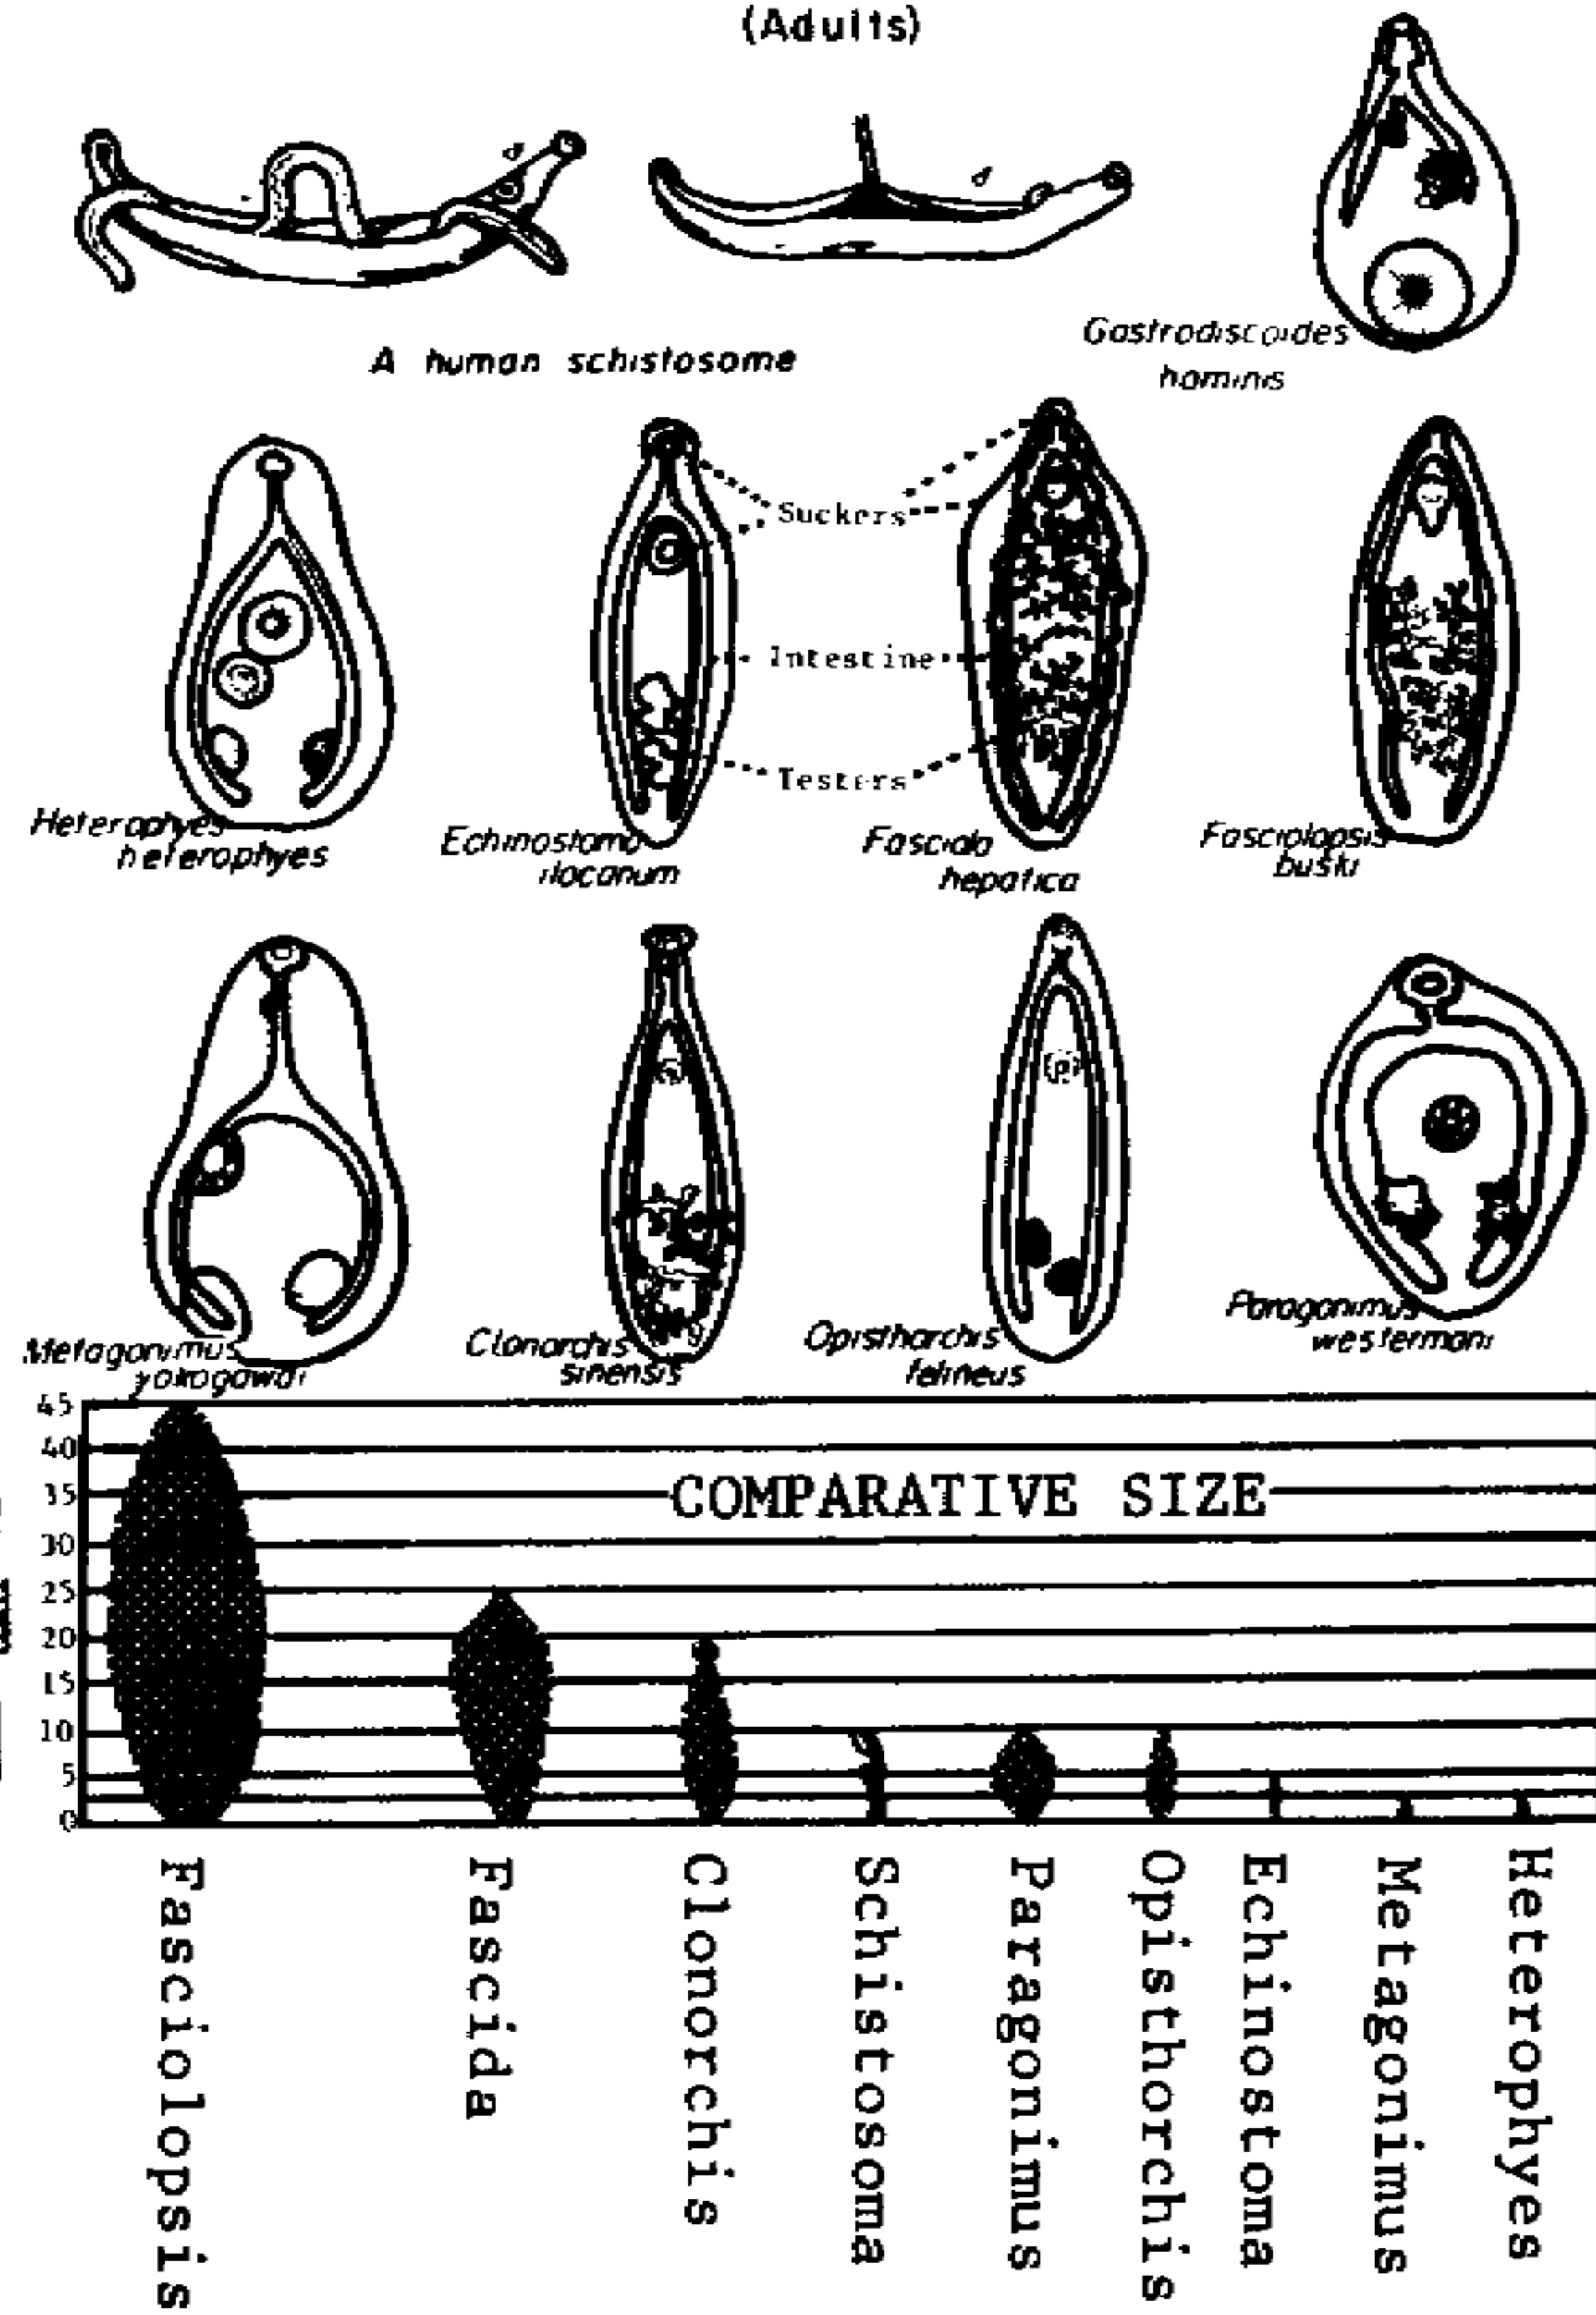 (Adults)
♂
♂
A human schistosome
Gastrodiscoides
hominis
Suckers
Intestine
Testers
Heterophyes
heterophyes
Echinostoma
ilocanum
Fasciola
hepatica
Fasciolopsis
buski
Metagonimus
yokogawai
Clonorchis
sinensis
Opistharchis
felineus
Paragonimus
westermani
45
40
35
30
25
20
15
10
5
0
COMPARATIVE SIZE
Fasciolopsis
Fascida
Clonorchis
Schistosoma
Paragonimus
Opisthorchis
Echinostoma
Metagonimus
Heterophyes